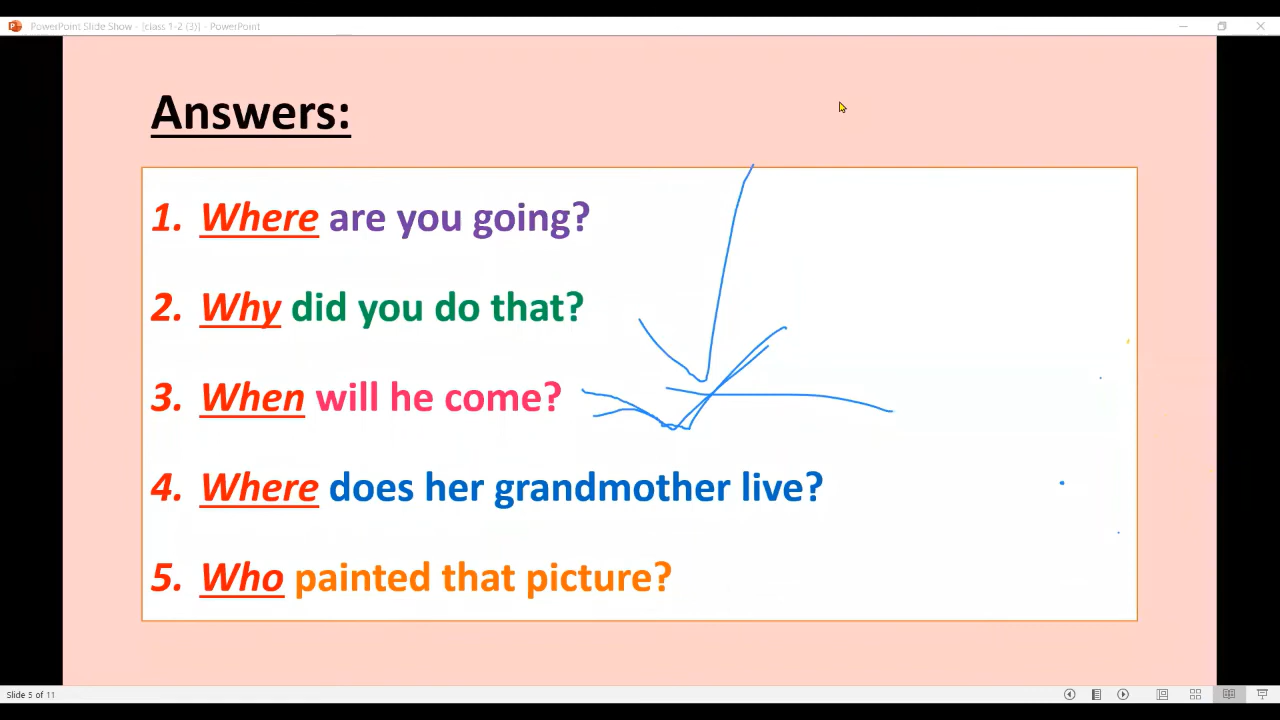 PowerPoint Slide Show - [class 1-2 (3)] - PowerPoint
Answers:
1. Where are you going?
2. Why did you do that?
3. When will he come?
4. Where does her grandmother live?
5. Who painted that picture?
Slide 5 of 11